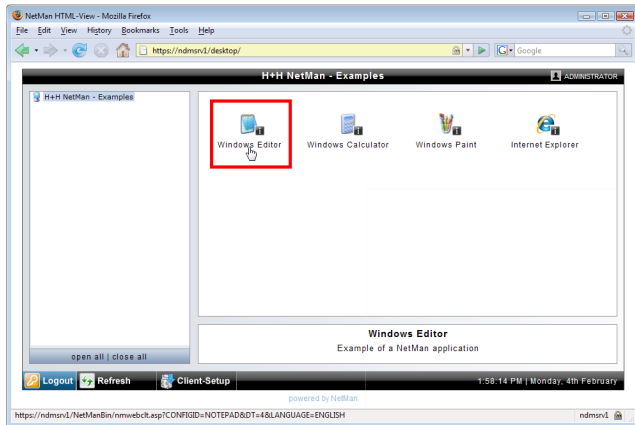 NetMan HTML-View - Mozilla Firefox
File Edit View History Bookmarks Tools Help
https://ndmsrv1/desktop/
G Google
H+H NetMan - Examples
ADMINISTRATOR
H+H NetMan - Examples
Windows Editor Windows Calculator Windows Paint Internet Explorer
Windows Editor
Example of a NetMan application
open all | close all
Logout Refresh Client-Setup 1:58:14 PM | Monday, 4th February
powered by NetMan
https://ndmsrv1/NetManBin/nmwebclt.asp?CONFIGID=NOTEPAD&DT=4&LANGUAGE=ENGLISH ndmsrv1